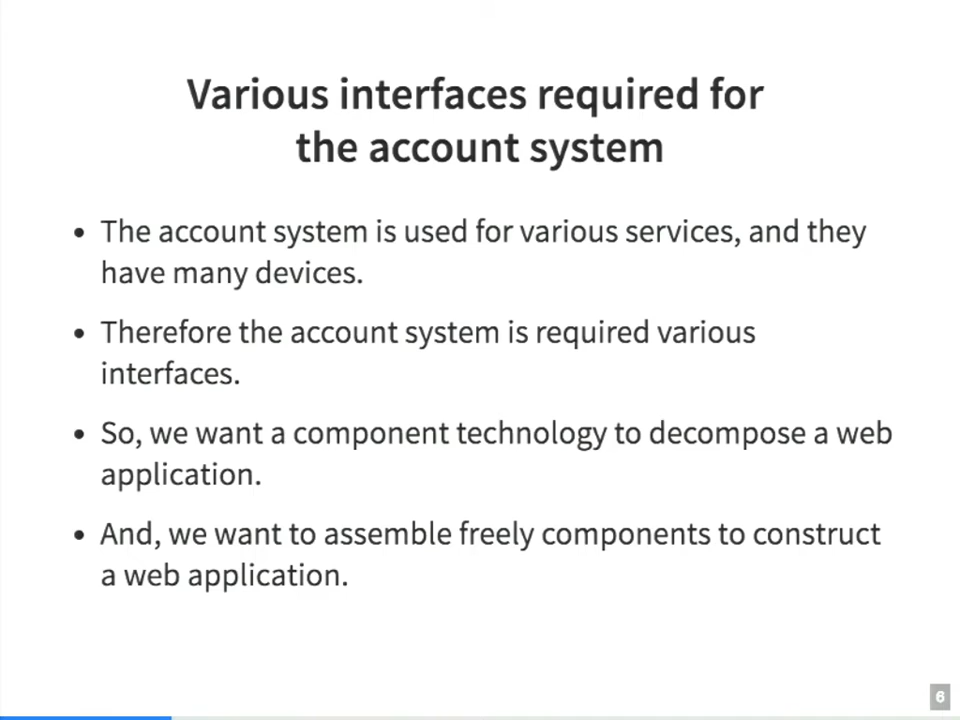 Various interfaces required for
the account system
• The account system is used for various services, and they
have many devices.
• Therefore the account system is required various
interfaces.
• So, we want a component technology to decompose a web
application.
• And, we want to assemble freely components to construct
a web application.
6